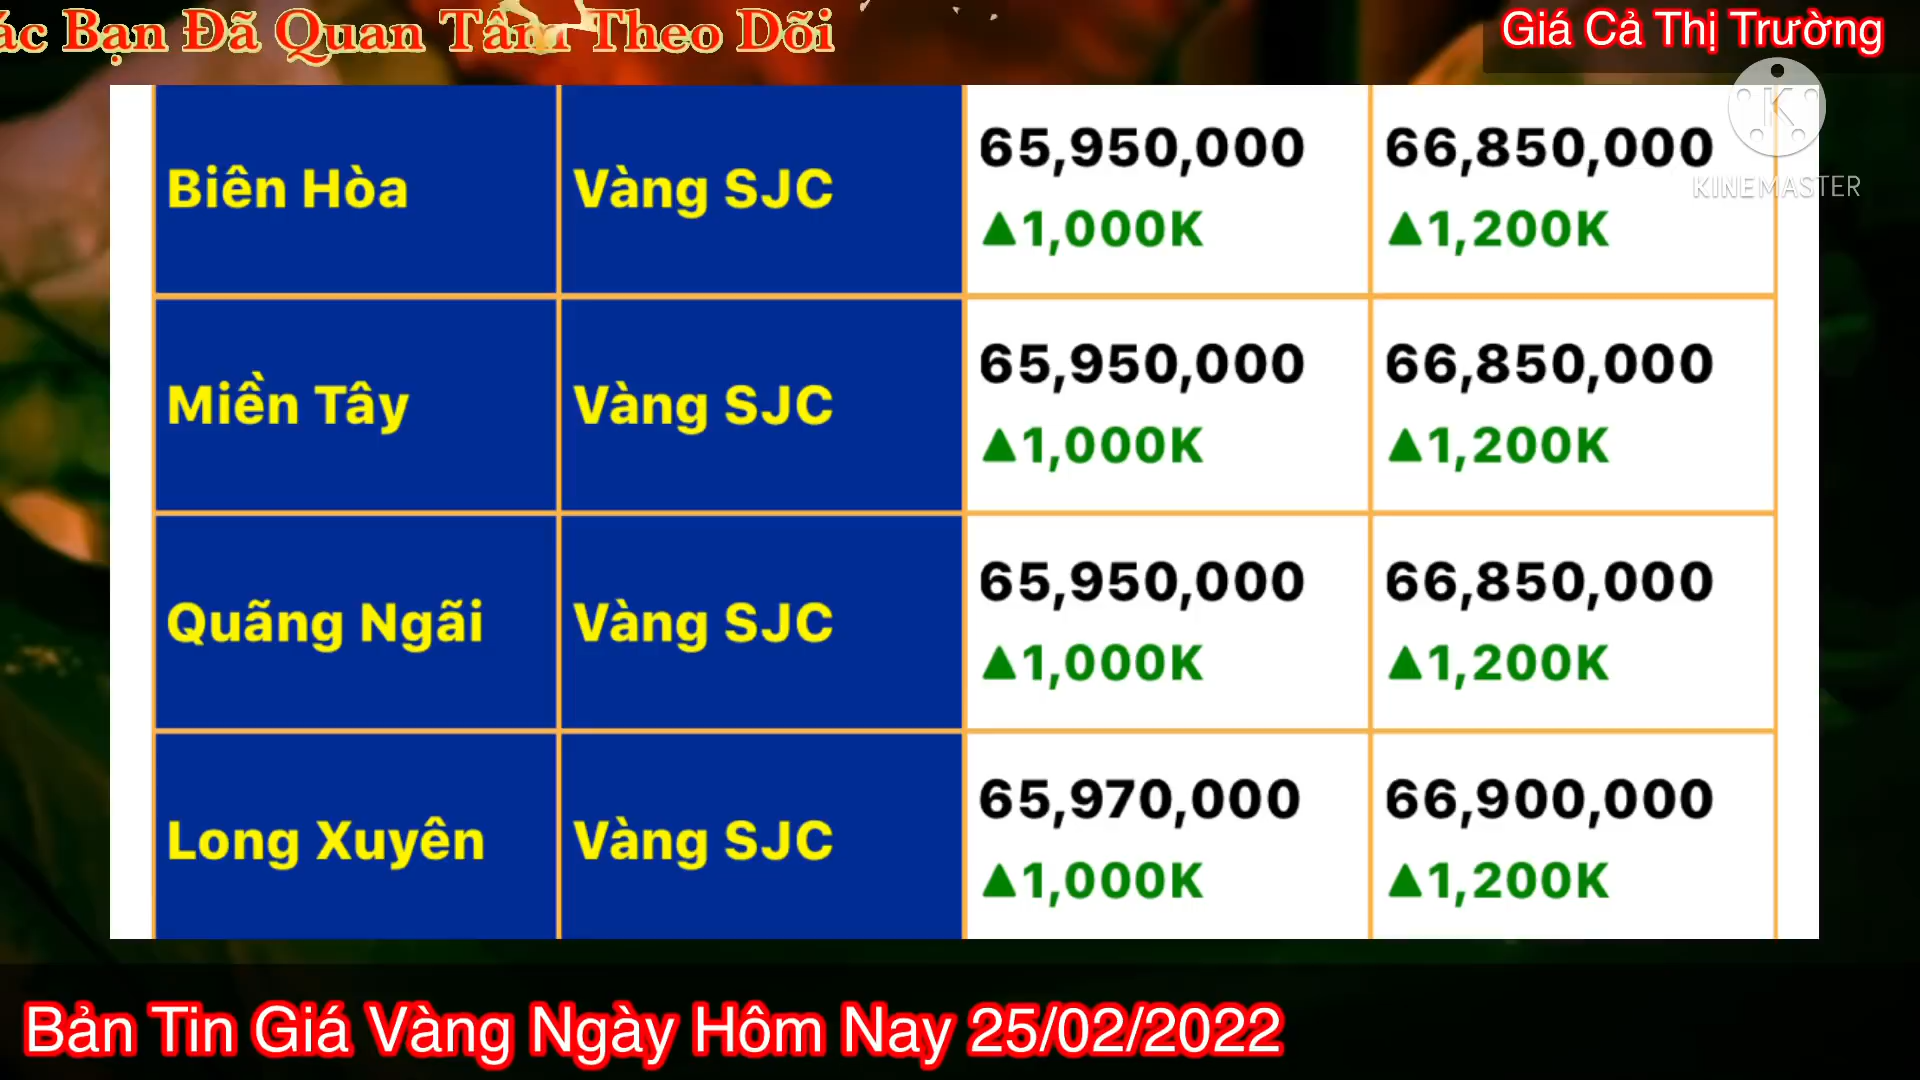 Bạn Đã Quan Tâm Theo Dõi
Giá Cả Thị Trường
KINEMASTER
Biên Hòa Vàng SJC 65,950,000 66,850,000
▲1,000K ▲1,200K
Miền Tây Vàng SJC 65,950,000 66,850,000
▲1,000K ▲1,200K
Quãng Ngãi Vàng SJC 65,950,000 66,850,000
▲1,000K ▲1,200K
Long Xuyên Vàng SJC 65,970,000 66,900,000
▲1,000K ▲1,200K
Bản Tin Giá Vàng Ngày Hôm Nay 25/02/2022